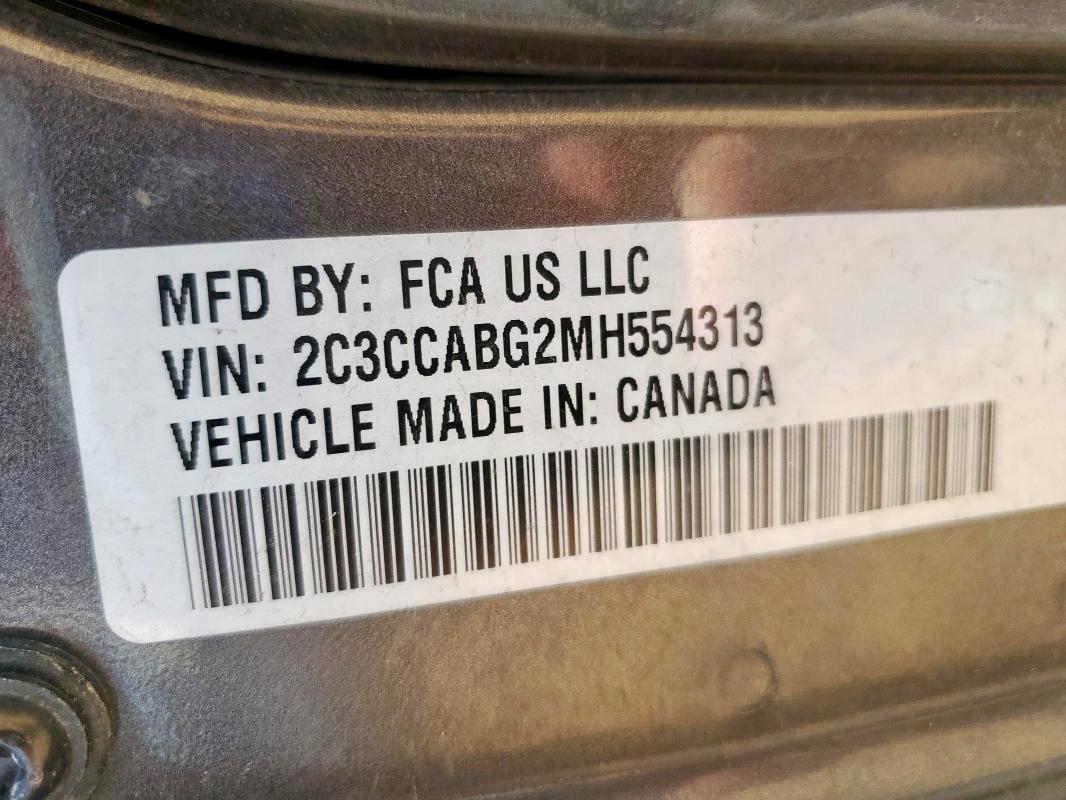 MFD BY: FCA US LLC
VIN: 2C3CCABG2MH554313
VEHICLE MADE IN: CANADA